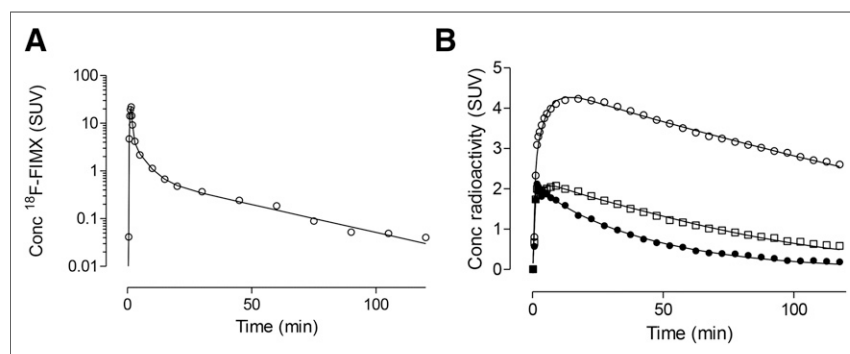 A
Conc ¹⁸F-FIMX (SUV)
100
10
1
0.1
0.01
0
50
100
Time (min)
B
Conc radioactivity (SUV)
5
4
3
2
1
0
0
50
100
Time (min)